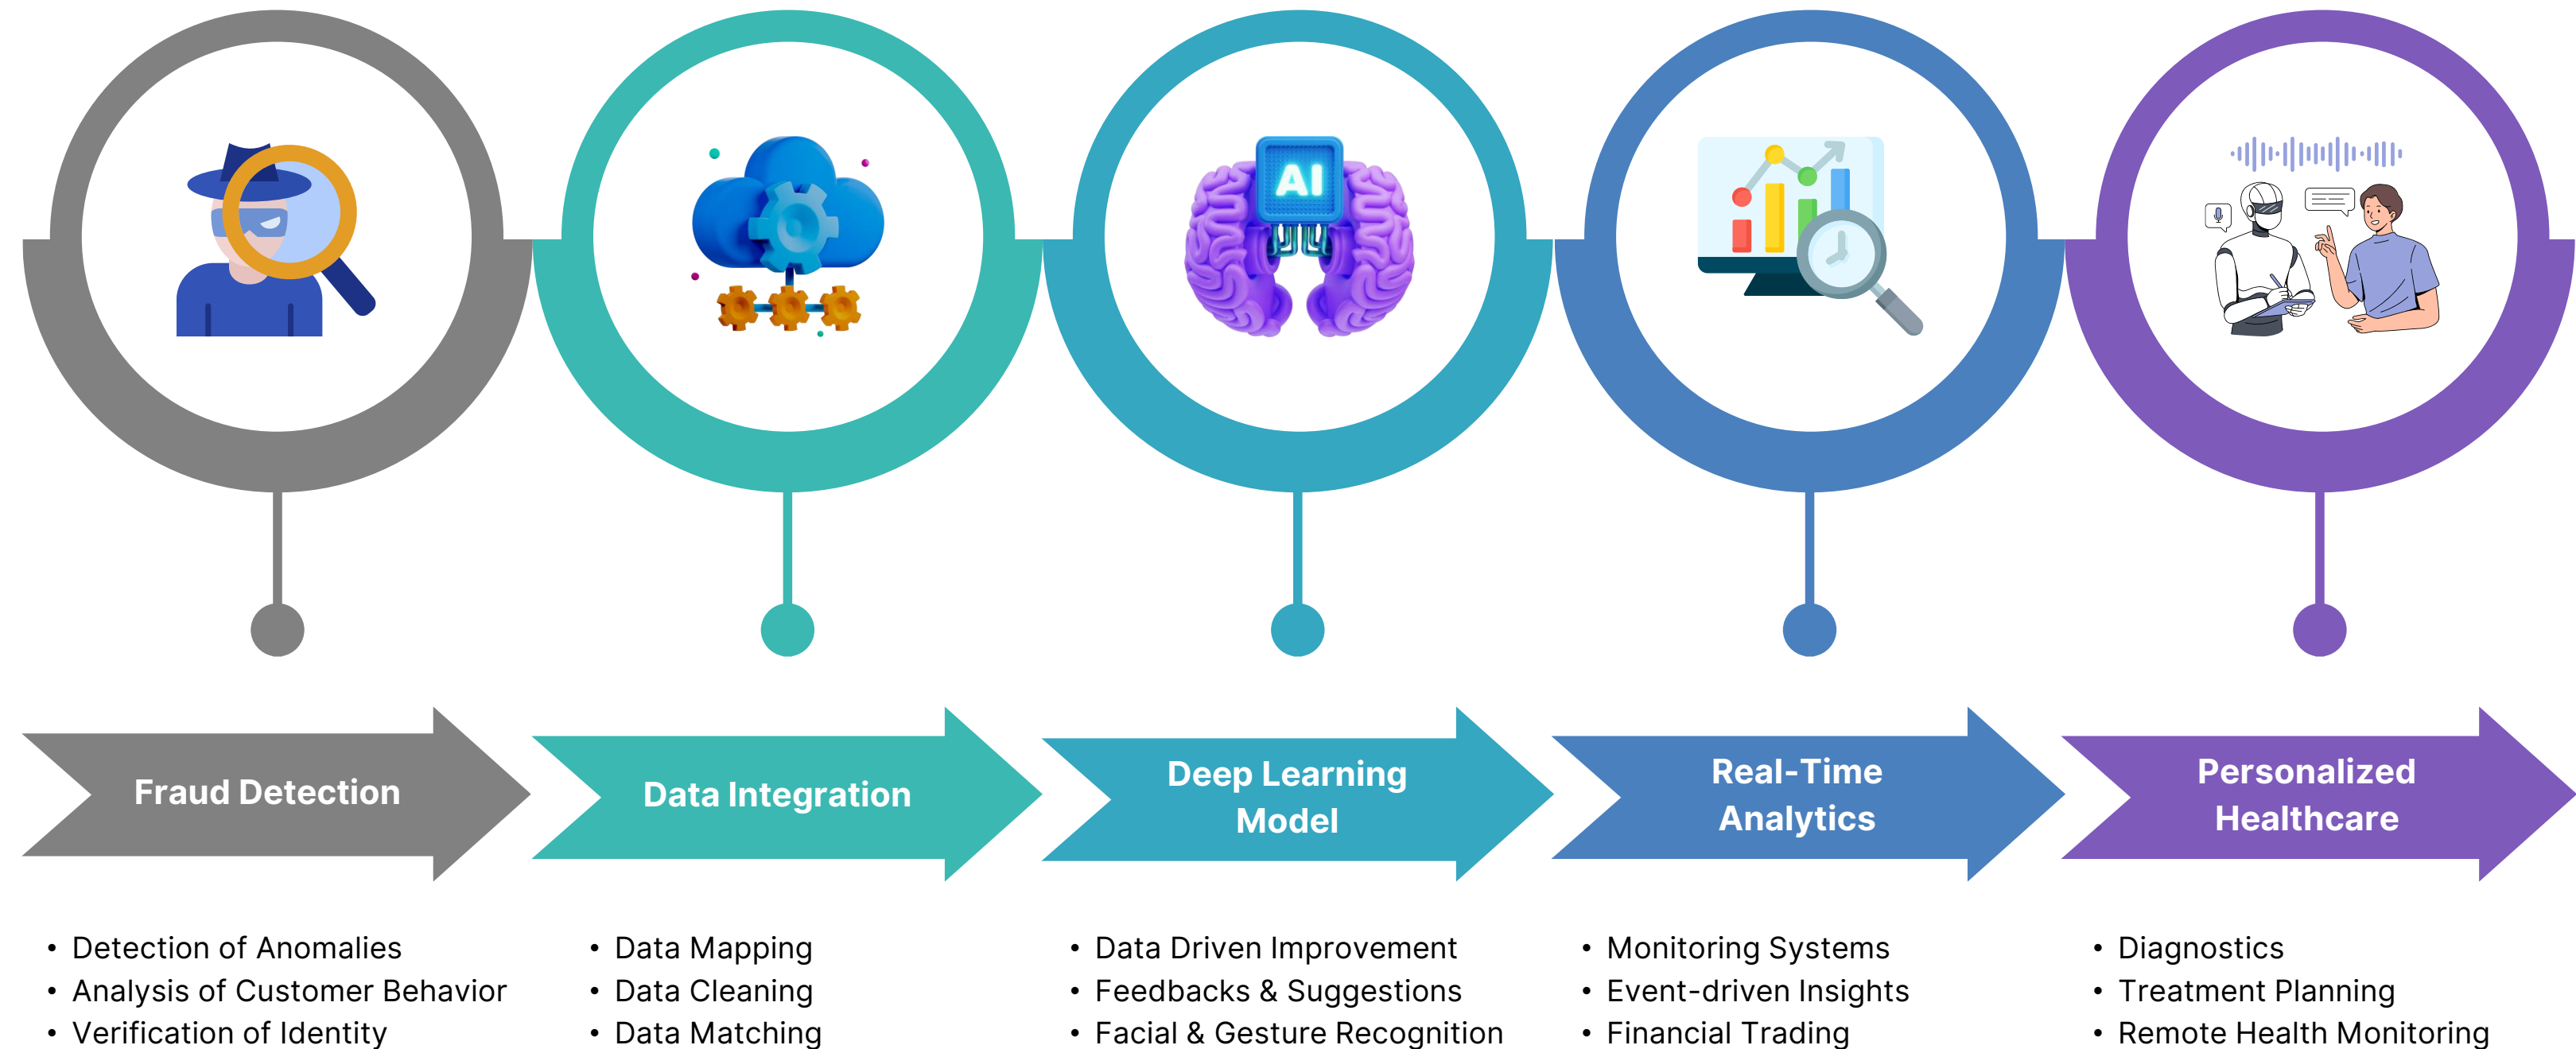 AI
Fraud Detection
Data Integration
Deep Learning
Model
Real-Time
Analytics
Personalized
Healthcare
• Detection of Anomalies
• Analysis of Customer Behavior
• Verification of Identity
• Data Mapping
• Data Cleaning
• Data Matching
• Data Driven Improvement
• Feedbacks & Suggestions
• Facial & Gesture Recognition
• Monitoring Systems
• Event-driven Insights
• Financial Trading
• Diagnostics
• Treatment Planning
• Remote Health Monitoring